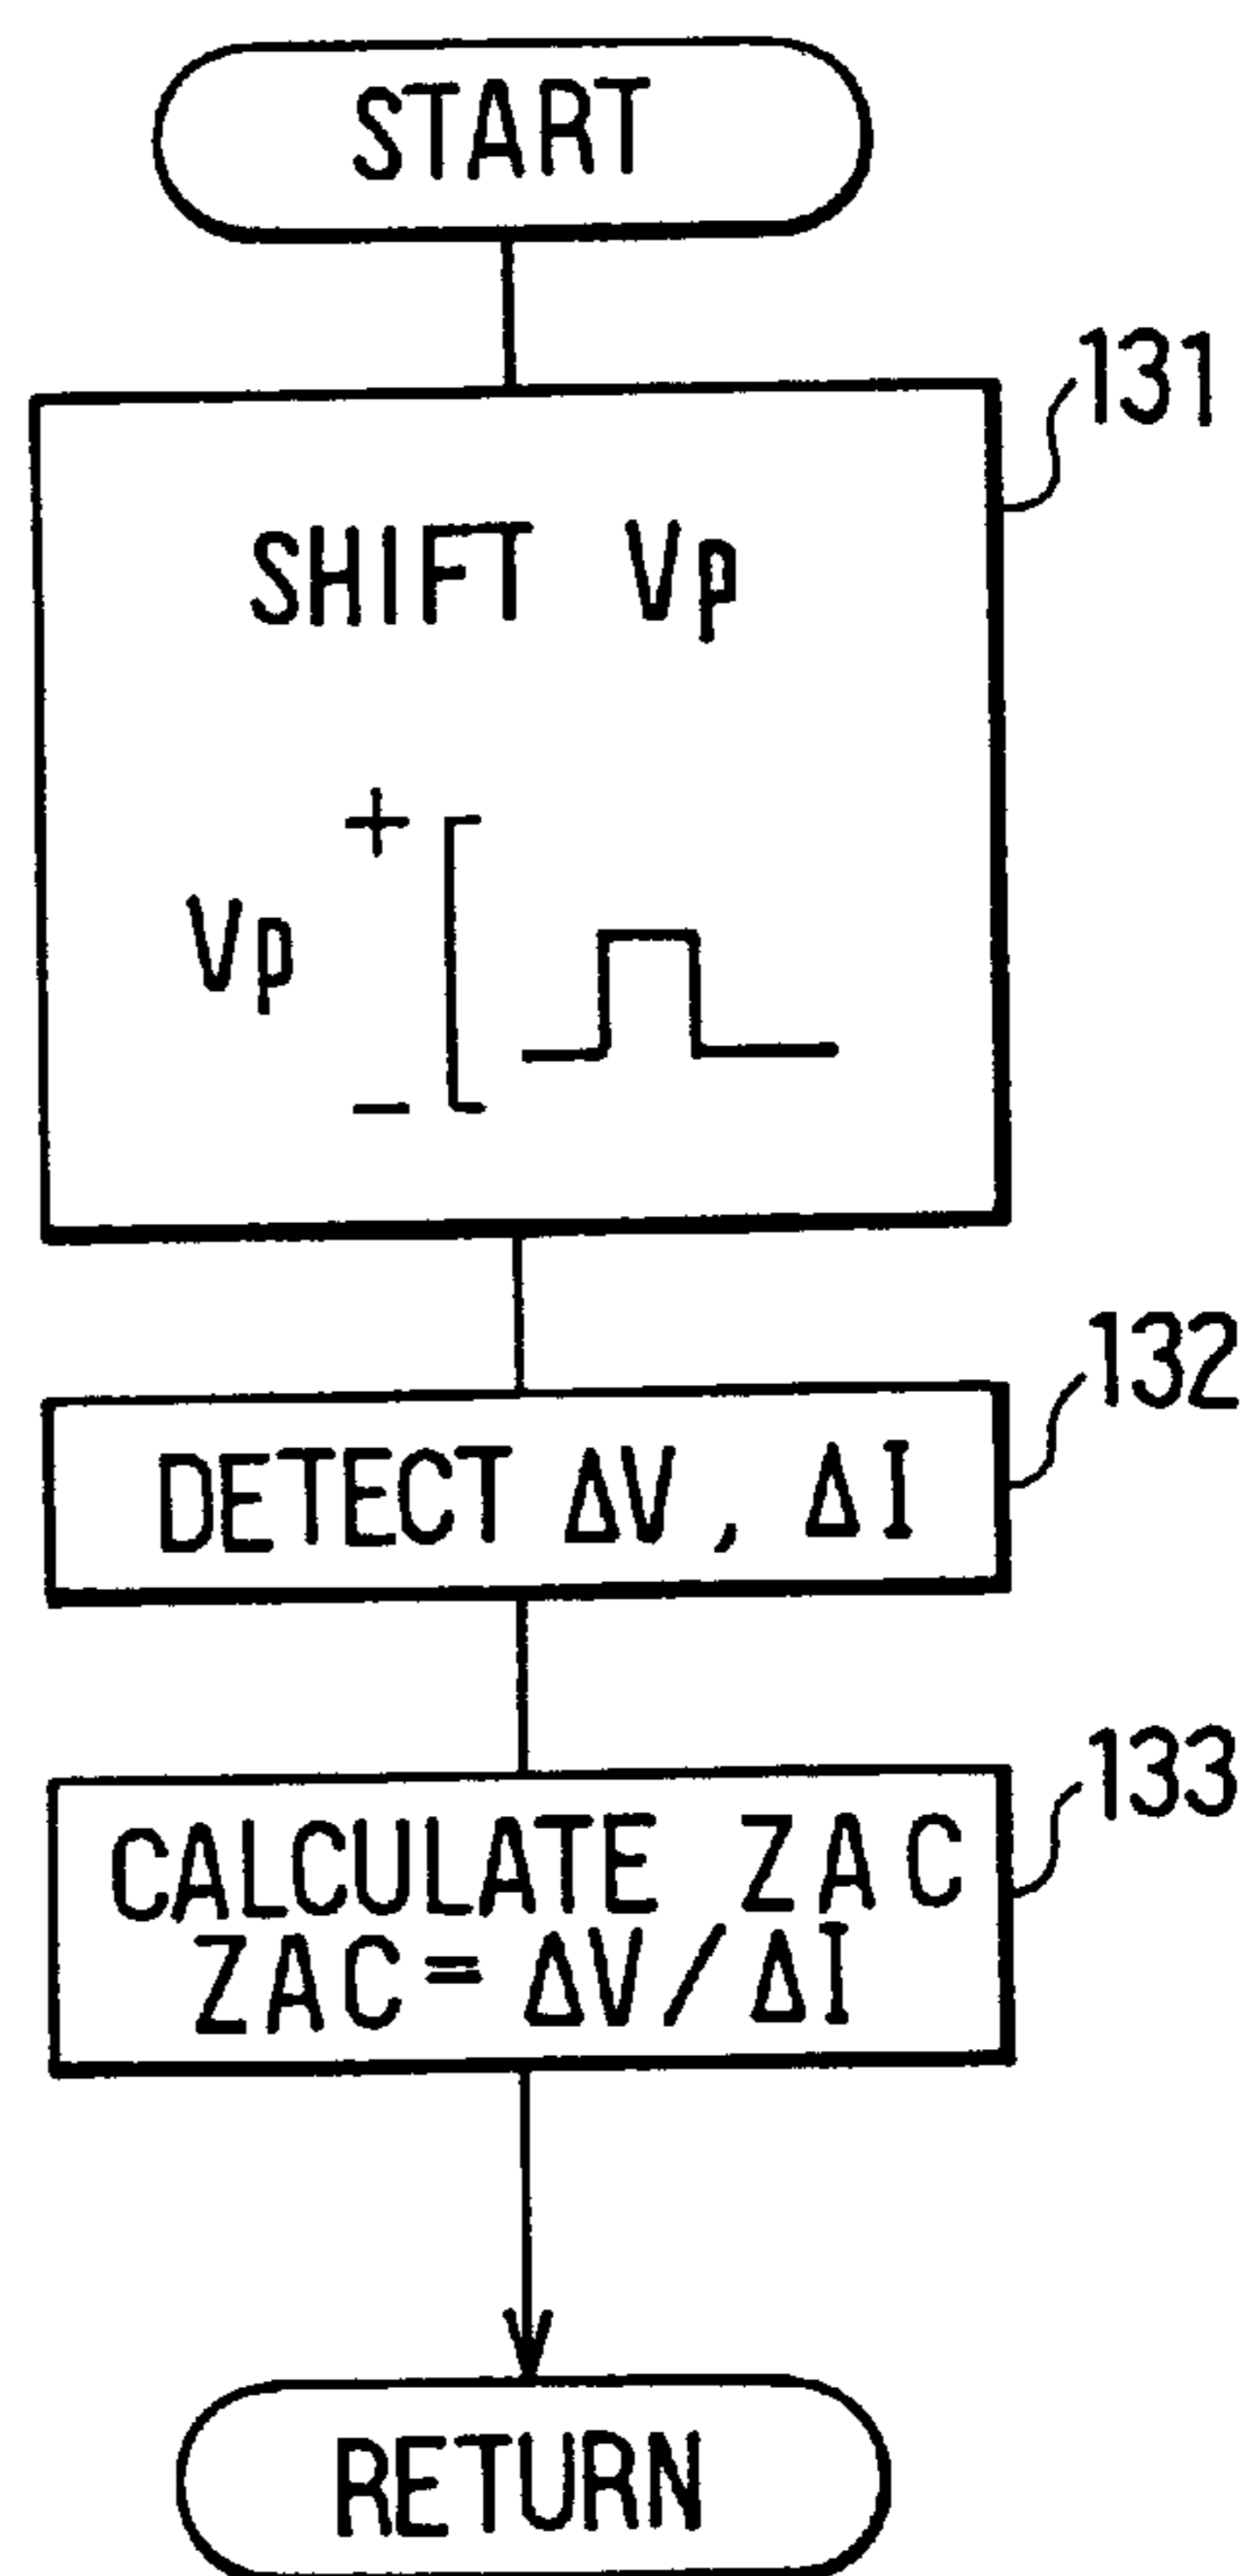 START
131
SHIFT Vp
+
Vp
−
132
DETECT ΔV, ΔI
133
CALCULATE ZAC
ZAC = ΔV/ΔI
RETURN